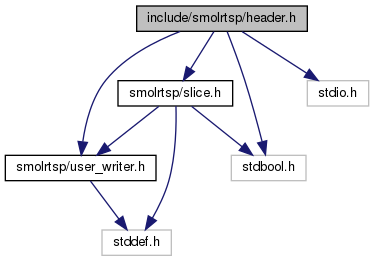 include/smolrtsp/header.h
smolrtsp/slice.h
stdio.h
smolrtsp/user_writer.h
stdbool.h
stddef.h